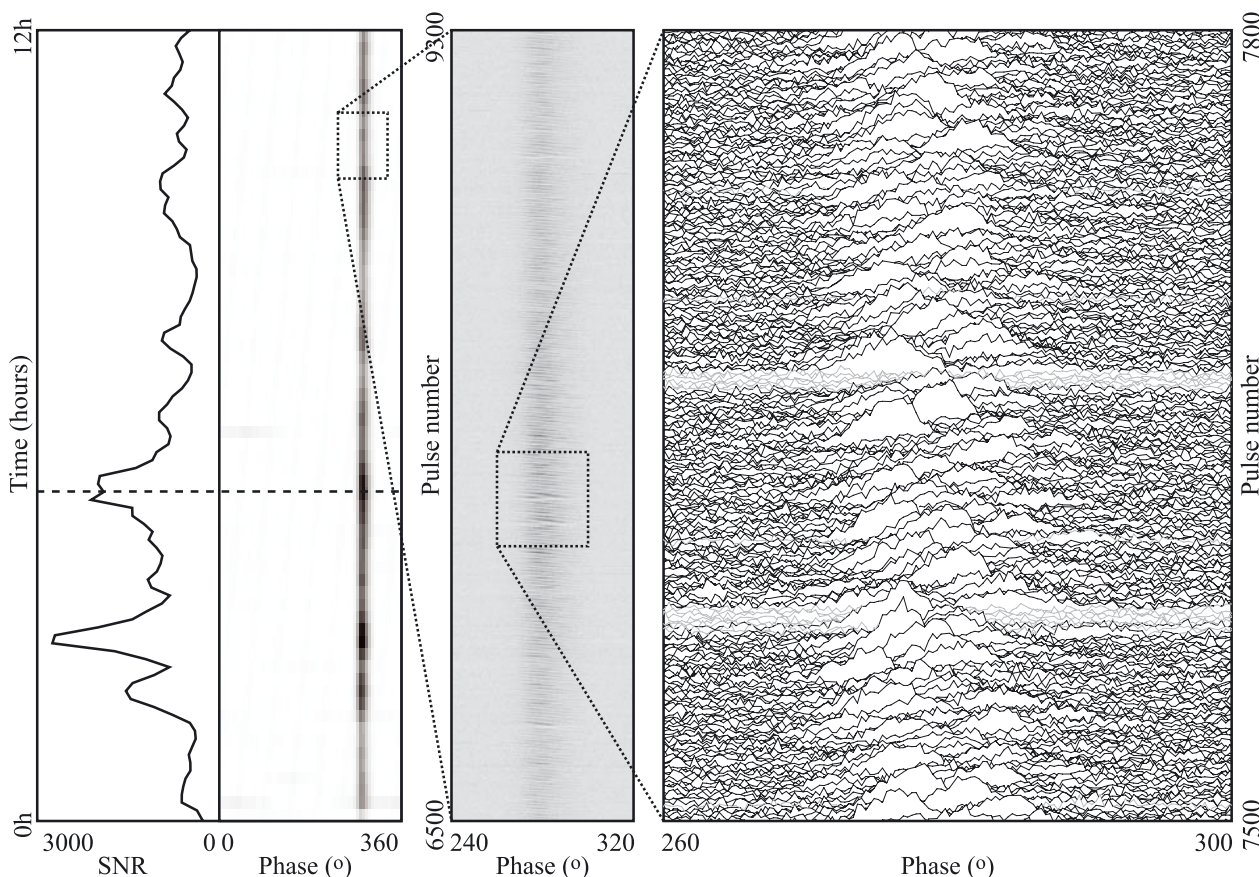 12h
9300
7800
Time (hours)
Pulse number
Pulse number
0h
6500
7500
3000
0
0
360
240
320
260
300
SNR
Phase (º)
Phase (º)
Phase (º)